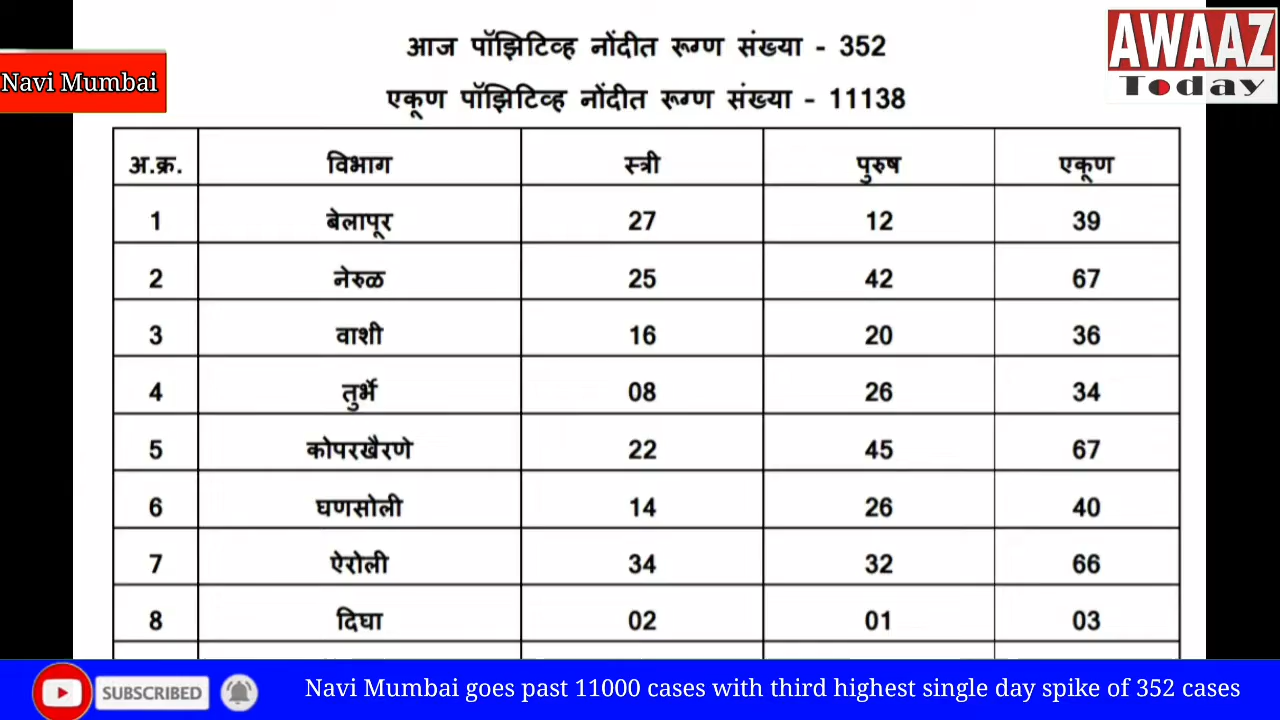 आज पॉझिटिव्ह नोंदीत रूग्ण संख्या - 352
AWAAZ
Today
Navi Mumbai
एकूण पॉझिटिव्ह नोंदीत रूग्ण संख्या - 11138
अ.क्र. विभाग स्त्री पुरुष एकूण
1 बेलापूर 27 12 39
2 नेरुळ 25 42 67
3 वाशी 16 20 36
4 तुर्भे 08 26 34
5 कोपरखैरणे 22 45 67
6 घणसोली 14 26 40
7 ऐरोली 34 32 66
8 दिघा 02 01 03
SUBSCRIBED
Navi Mumbai goes past 11000 cases with third highest single day spike of 352 cases